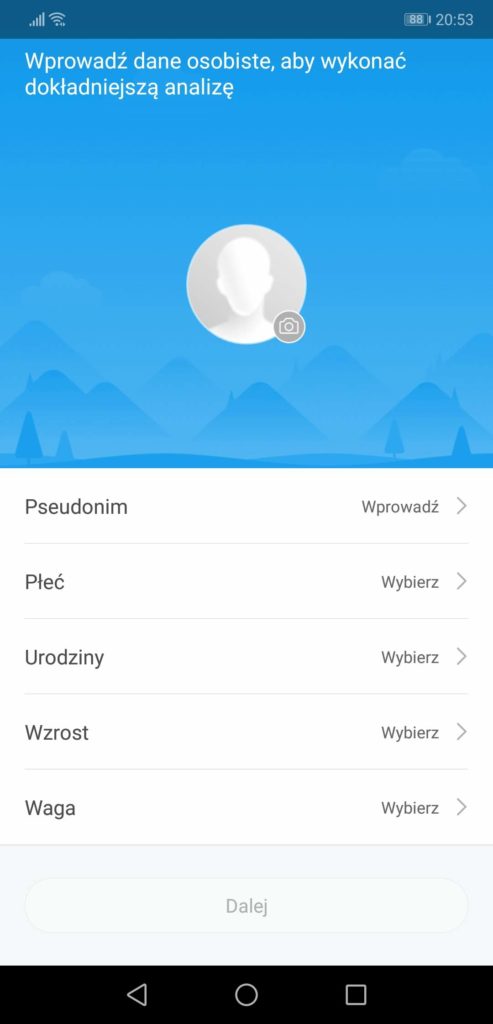 88 20:53
Wprowadź dane osobiste, aby wykonać
dokładniejszą analizę
Pseudonim Wprowadź
Płeć Wybierz
Urodziny Wybierz
Wzrost Wybierz
Waga Wybierz
Dalej